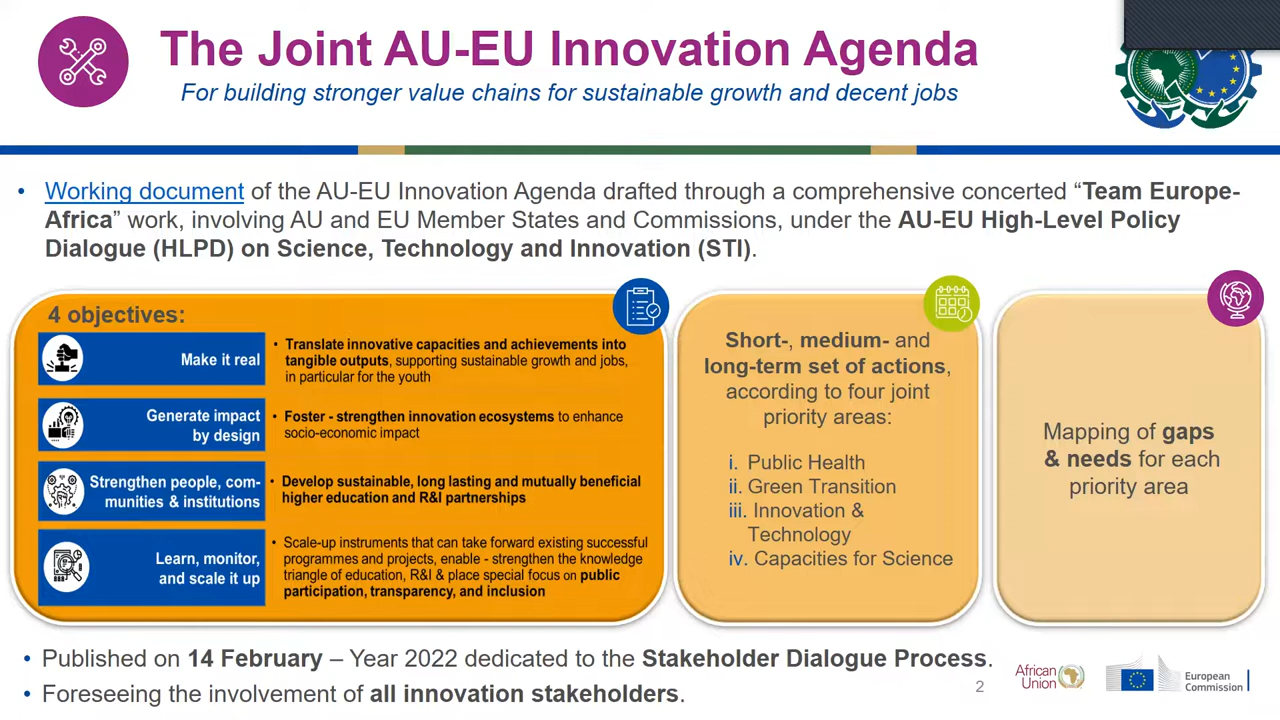 The Joint AU-EU Innovation Agenda
For building stronger value chains for sustainable growth and decent jobs
• Working document of the AU-EU Innovation Agenda drafted through a comprehensive concerted “Team Europe-
Africa” work, involving AU and EU Member States and Commissions, under the AU-EU High-Level Policy
Dialogue (HLPD) on Science, Technology and Innovation (STI).
4 objectives:
Make it real
• Translate innovative capacities and achievements into
tangible outputs, supporting sustainable growth and jobs,
in particular for the youth
Generate impact
by design
• Foster - strengthen innovation ecosystems to enhance
socio-economic impact
Strengthen people, com-
munities & institutions
• Develop sustainable, long lasting and mutually beneficial
higher education and R&I partnerships
Learn, monitor,
and scale it up
• Scale-up instruments that can take forward existing successful
programmes and projects, enable - strengthen the knowledge
triangle of education, R&I & place special focus on public
participation, transparency, and inclusion
Short-, medium- and
long-term set of actions,
according to four joint
priority areas:
i. Public Health
ii. Green Transition
iii. Innovation &
Technology
iv. Capacities for Science
Mapping of gaps
& needs for each
priority area
• Published on 14 February – Year 2022 dedicated to the Stakeholder Dialogue Process.
• Foreseeing the involvement of all innovation stakeholders.
2
African
Union
European
Commission